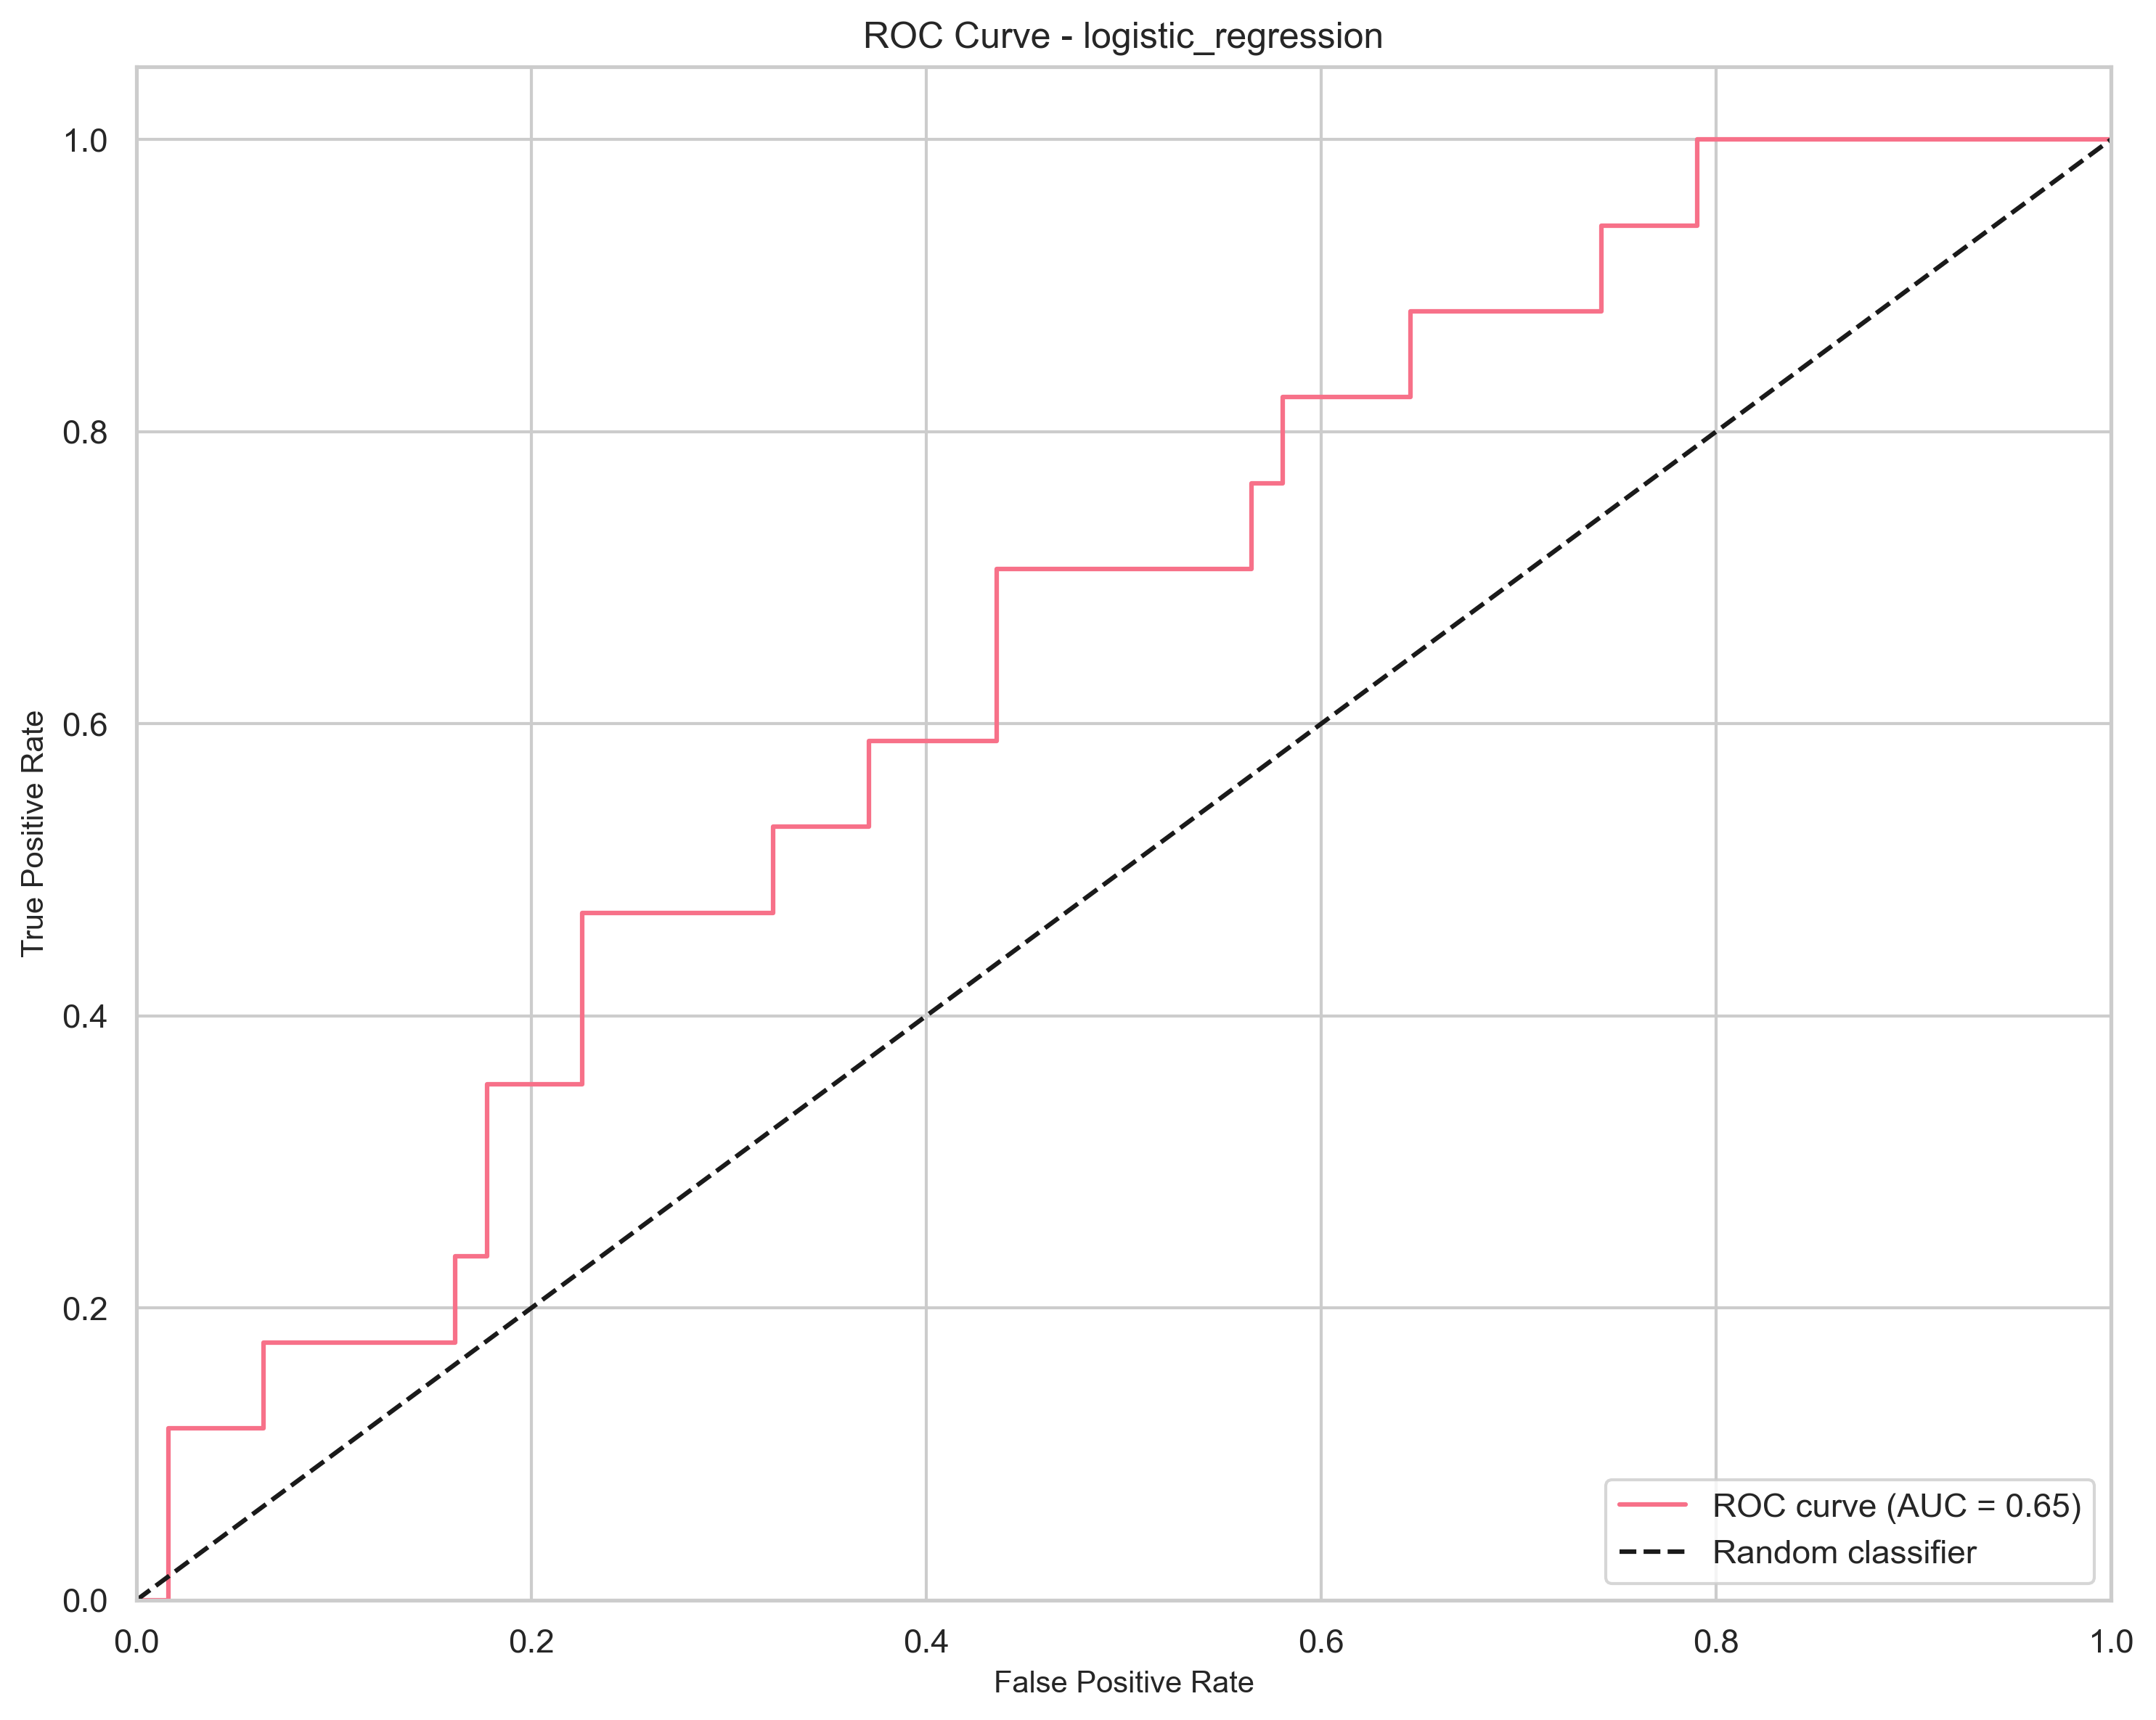 ROC Curve - logistic_regression
1.0
0.8
0.6
0.4
0.2
0.0
True Positive Rate
0.0 0.2 0.4 0.6 0.8 1.0
False Positive Rate
ROC curve (AUC = 0.65)
Random classifier